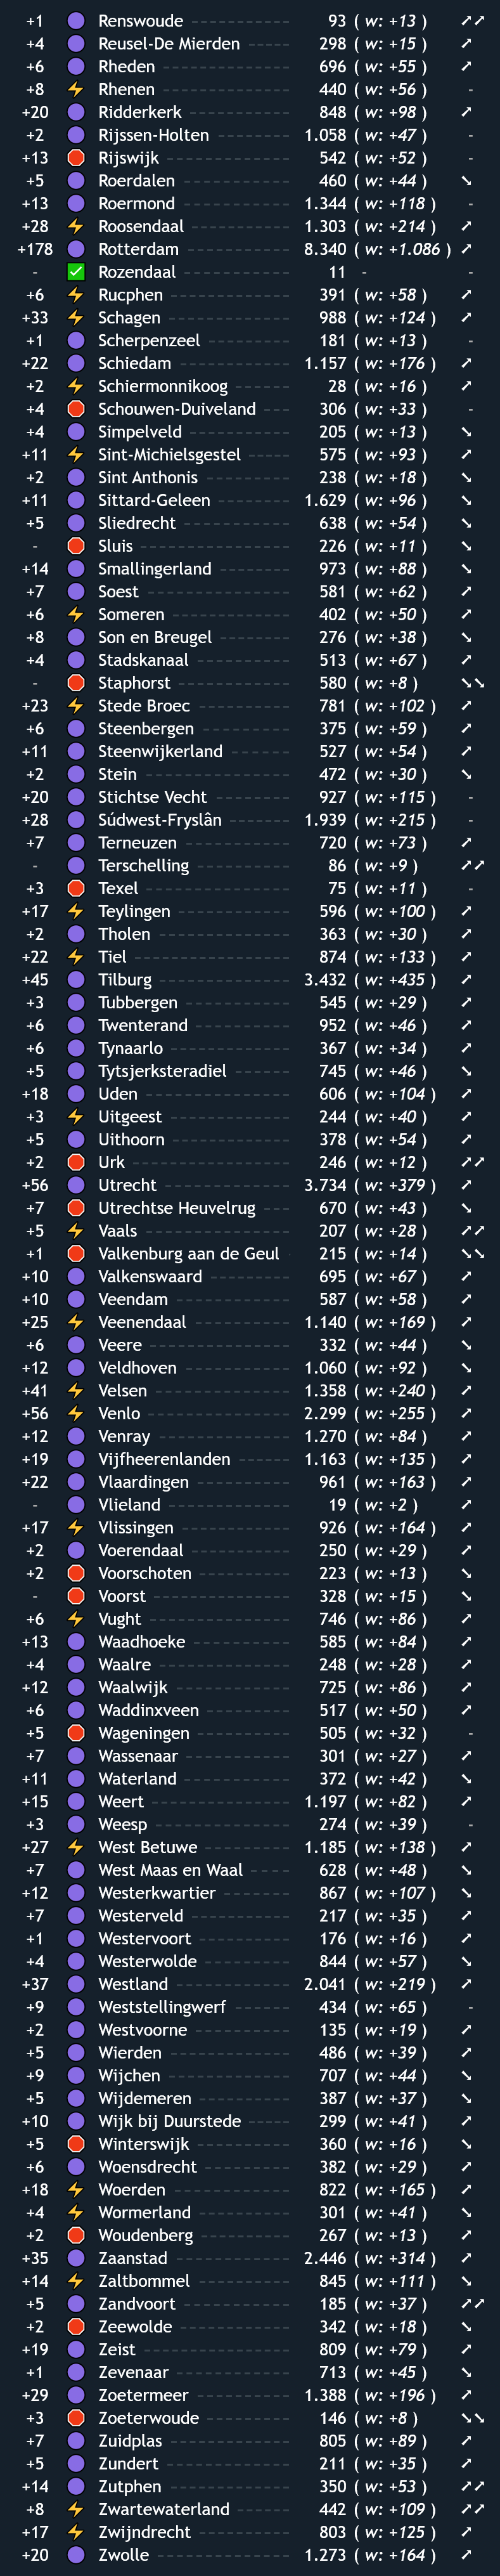 +1 Renswoude 93 ( w: +13 ) ↗↗
+4 Reusel-De Mierden 298 ( w: +15 ) ↗
+6 Rheden 696 ( w: +55 ) ↗
+8 ⚡ Rhenen 440 ( w: +56 ) -
+20 Ridderkerk 848 ( w: +98 ) ↗
+2 Rijssen-Holten 1.058 ( w: +47 ) -
+13 Rijswijk 542 ( w: +52 ) -
+5 Roerdalen 460 ( w: +44 ) ↘
+13 Roermond 1.344 ( w: +118 ) -
+28 ⚡ Roosendaal 1.303 ( w: +214 ) ↗
+178 Rotterdam 8.340 ( w: +1.086 ) ↗
- ✅ Rozendaal 11 - -
+6 ⚡ Rucphen 391 ( w: +58 ) ↗
+33 ⚡ Schagen 988 ( w: +124 ) ↗
+1 Scherpenzeel 181 ( w: +13 ) -
+22 Schiedam 1.157 ( w: +176 ) ↗
+2 ⚡ Schiermonnikoog 28 ( w: +16 ) ↗
+4 Schouwen-Duiveland 306 ( w: +33 ) -
+4 Simpelveld 205 ( w: +13 ) ↘
+11 ⚡ Sint-Michielsgestel 575 ( w: +93 ) ↗
+2 Sint Anthonis 238 ( w: +18 ) ↘
+11 Sittard-Geleen 1.629 ( w: +96 ) ↘
+5 Sliedrecht 638 ( w: +54 ) ↘
- Sluis 226 ( w: +11 ) ↘
+14 Smallingerland 973 ( w: +88 ) ↘
+7 Soest 581 ( w: +62 ) ↗
+6 ⚡ Someren 402 ( w: +50 ) ↗
+8 Son en Breugel 276 ( w: +38 ) ↘
+4 Stadskanaal 513 ( w: +67 ) ↗
- Staphorst 580 ( w: +8 ) ↘↘
+23 ⚡ Stede Broec 781 ( w: +102 ) ↗
+6 Steenbergen 375 ( w: +59 ) ↗
+11 Steenwijkerland 527 ( w: +54 ) ↗
+2 Stein 472 ( w: +30 ) ↘
+20 Stichtse Vecht 927 ( w: +115 ) -
+28 Súdwest-Fryslân 1.939 ( w: +215 ) -
+7 Terneuzen 720 ( w: +73 ) ↗
- Terschelling 86 ( w: +9 ) ↗↗
+3 Texel 75 ( w: +11 ) -
+17 ⚡ Teylingen 596 ( w: +100 ) ↗
+2 Tholen 363 ( w: +30 ) ↗
+22 ⚡ Tiel 874 ( w: +133 ) ↗
+45 Tilburg 3.432 ( w: +435 ) ↗
+3 Tubbergen 545 ( w: +29 ) ↗
+6 Twenterand 952 ( w: +46 ) ↗
+6 Tynaarlo 367 ( w: +34 ) ↗
+5 Tytsjerksteradiel 745 ( w: +46 ) ↘
+18 Uden 606 ( w: +104 ) ↗
+3 ⚡ Uitgeest 244 ( w: +40 ) ↗
+5 Uithoorn 378 ( w: +54 ) ↗
+2 Urk 246 ( w: +12 ) ↗↗
+56 Utrecht 3.734 ( w: +379 ) ↗
+7 Utrechtse Heuvelrug 670 ( w: +43 ) ↘
+5 ⚡ Vaals 207 ( w: +28 ) ↗↗
+1 Valkenburg aan de Geul 215 ( w: +14 ) ↘↘
+10 Valkenswaard 695 ( w: +67 ) ↗
+10 Veendam 587 ( w: +58 ) ↗
+25 ⚡ Veenendaal 1.140 ( w: +169 ) ↗
+6 Veere 332 ( w: +44 ) ↘
+12 Veldhoven 1.060 ( w: +92 ) ↘
+41 ⚡ Velsen 1.358 ( w: +240 ) ↗
+56 ⚡ Venlo 2.299 ( w: +255 ) ↗
+12 Venray 1.270 ( w: +84 ) ↗
+19 Vijfheerenlanden 1.163 ( w: +135 ) ↗
+22 Vlaardingen 961 ( w: +163 ) ↗
- Vlieland 19 ( w: +2 ) ↗
+17 ⚡ Vlissingen 926 ( w: +164 ) ↗
+2 Voerendaal 250 ( w: +29 ) ↗
+2 Voorschoten 223 ( w: +13 ) ↘
- Voorst 328 ( w: +15 ) ↘
+6 ⚡ Vught 746 ( w: +86 ) ↗
+13 Waadhoeke 585 ( w: +84 ) ↗
+4 Waalre 248 ( w: +28 ) ↗
+12 Waalwijk 725 ( w: +86 ) ↗
+6 Waddinxveen 517 ( w: +50 ) ↗
+5 Wageningen 505 ( w: +32 ) -
+7 Wassenaar 301 ( w: +27 ) ↗
+11 Waterland 372 ( w: +42 ) ↘
+15 Weert 1.197 ( w: +82 ) ↗
+3 Weesp 274 ( w: +39 ) -
+27 ⚡ West Betuwe 1.185 ( w: +138 ) ↗
+7 West Maas en Waal 628 ( w: +48 ) ↘
+12 Westerkwartier 867 ( w: +107 ) ↘
+7 Westerveld 217 ( w: +35 ) ↗
+1 Westervoort 176 ( w: +16 ) ↗
+4 Westerwolde 844 ( w: +57 ) ↘
+37 Westland 2.041 ( w: +219 ) ↗
+9 Weststellingwerf 434 ( w: +65 ) -
+2 Westvoorne 135 ( w: +19 ) ↗
+5 Wierden 486 ( w: +39 ) ↗
+9 Wijchen 707 ( w: +44 ) ↘
+5 Wijdemeren 387 ( w: +37 ) ↘
+10 Wijk bij Duurstede 299 ( w: +41 ) ↗
+5 Winterswijk 360 ( w: +16 ) ↘
+6 Woensdrecht 382 ( w: +29 ) ↗
+18 ⚡ Woerden 822 ( w: +165 ) ↗
+4 ⚡ Wormerland 301 ( w: +41 ) ↘
+2 Woudenberg 267 ( w: +13 ) ↗
+35 Zaanstad 2.446 ( w: +314 ) ↗
+14 ⚡ Zaltbommel 845 ( w: +111 ) ↘
+5 Zandvoort 185 ( w: +37 ) ↗↗
+2 Zeewolde 342 ( w: +18 ) ↘
+19 Zeist 809 ( w: +79 ) ↗
+1 Zevenaar 713 ( w: +45 ) ↘
+29 Zoetermeer 1.388 ( w: +196 ) ↗
+3 Zoeterwoude 146 ( w: +8 ) ↘↘
+7 Zuidplas 805 ( w: +89 ) ↗
+5 Zundert 211 ( w: +35 ) ↗
+14 Zutphen 350 ( w: +53 ) ↗↗
+8 ⚡ Zwartewaterland 442 ( w: +109 ) ↗↗
+17 ⚡ Zwijndrecht 803 ( w: +125 ) ↗
+20 Zwolle 1.273 ( w: +164 ) ↗